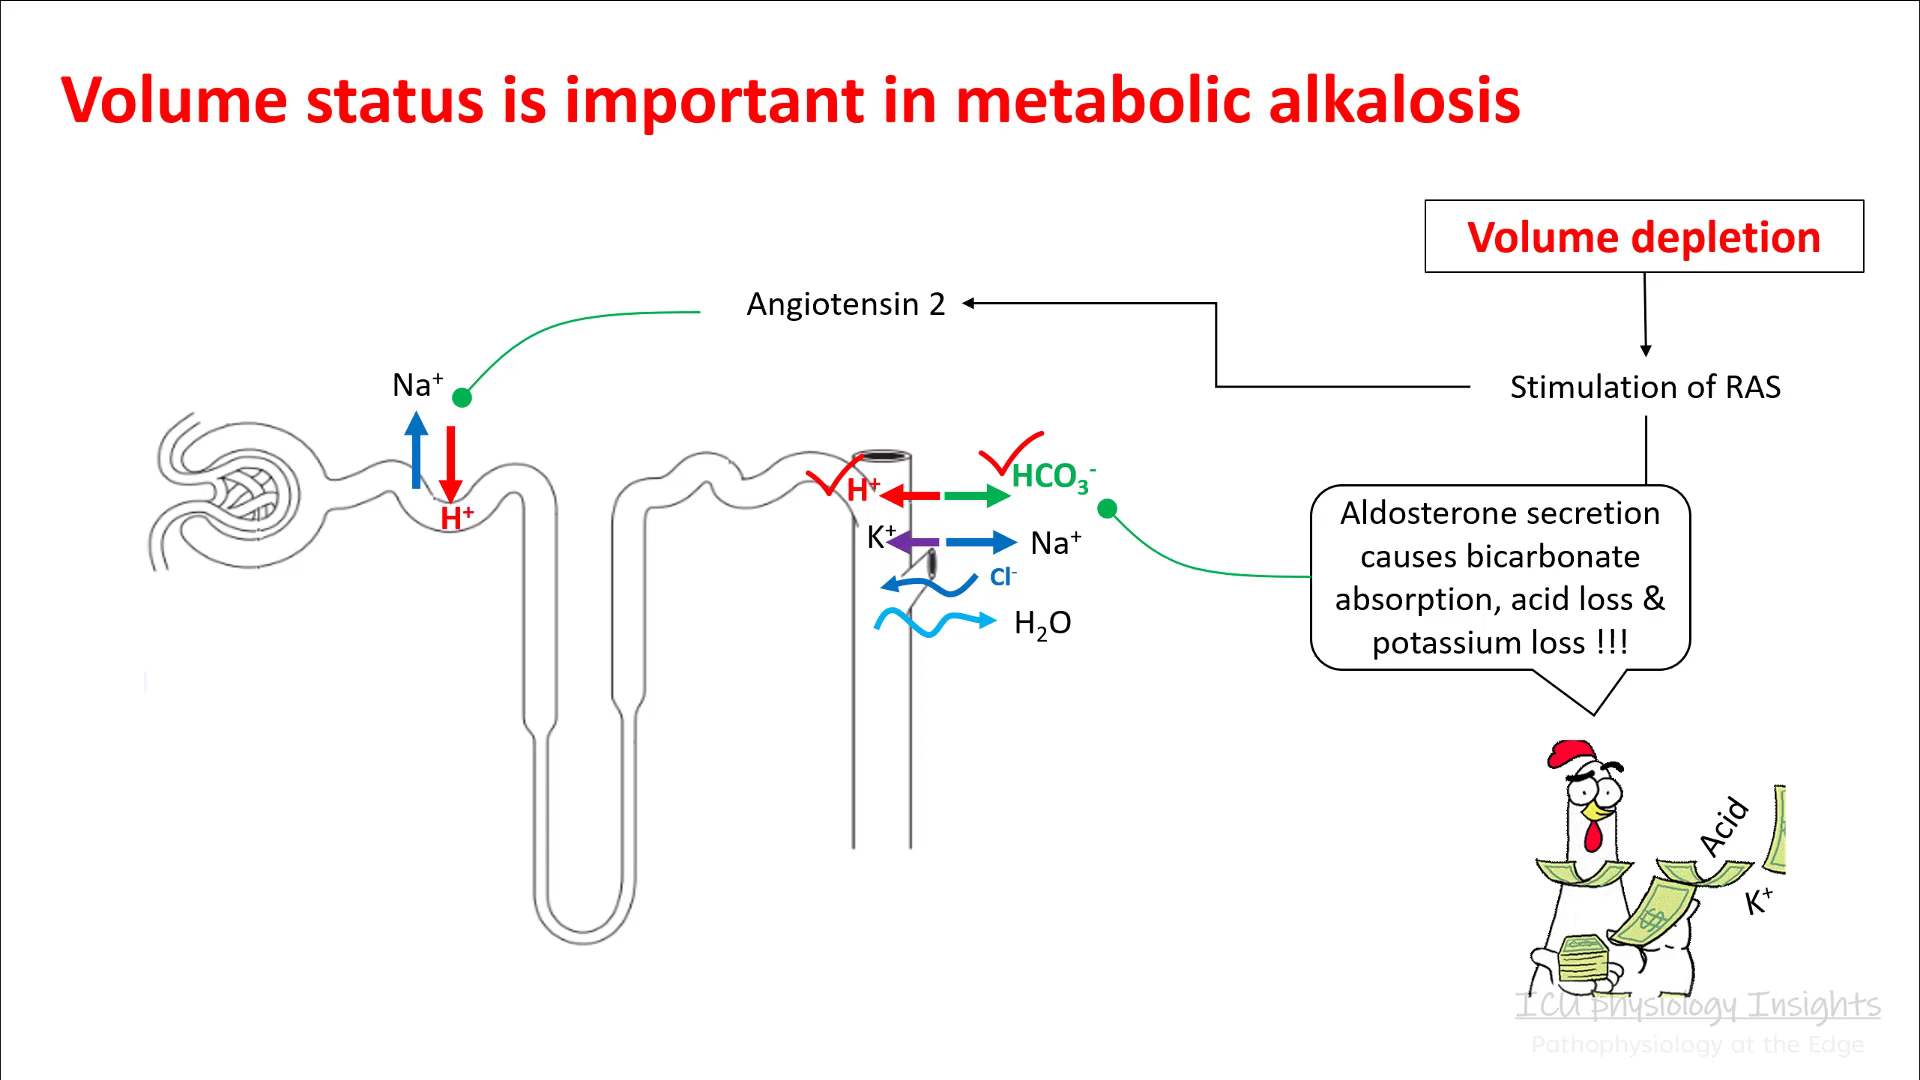 Volume status is important in metabolic alkalosis
Volume depletion
Angiotensin 2
Stimulation of RAS
Na⁺
H⁺
H⁺
HCO₃⁻
K⁺
Na⁺
Cl⁻
H₂O
Aldosterone secretion
causes bicarbonate
absorption, acid loss &
potassium loss !!!
Acid
K⁺
ICU Physiology Insights
Pathophysiology at the Edge